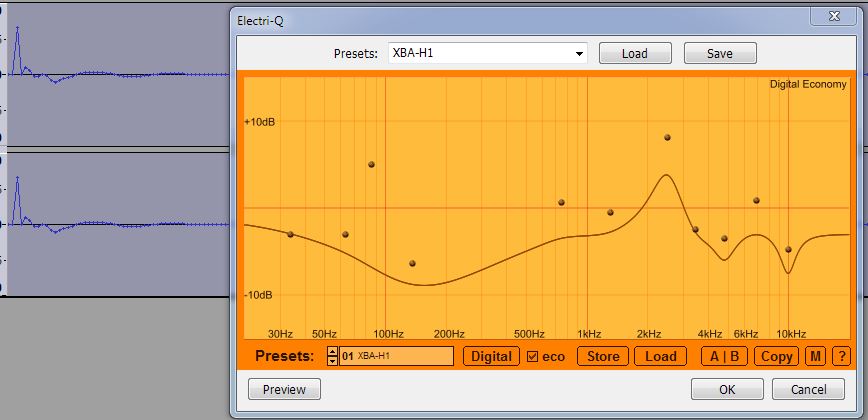 Electri-Q
Presets: XBA-H1 Load Save
Digital Economy
+10dB
-10dB
30Hz 50Hz 100Hz 200Hz 500Hz 1kHz 2kHz 4kHz 6kHz 10kHz
Presets: 01 XBA-H1 Digital eco Store Load A | B Copy M ?
Preview OK Cancel